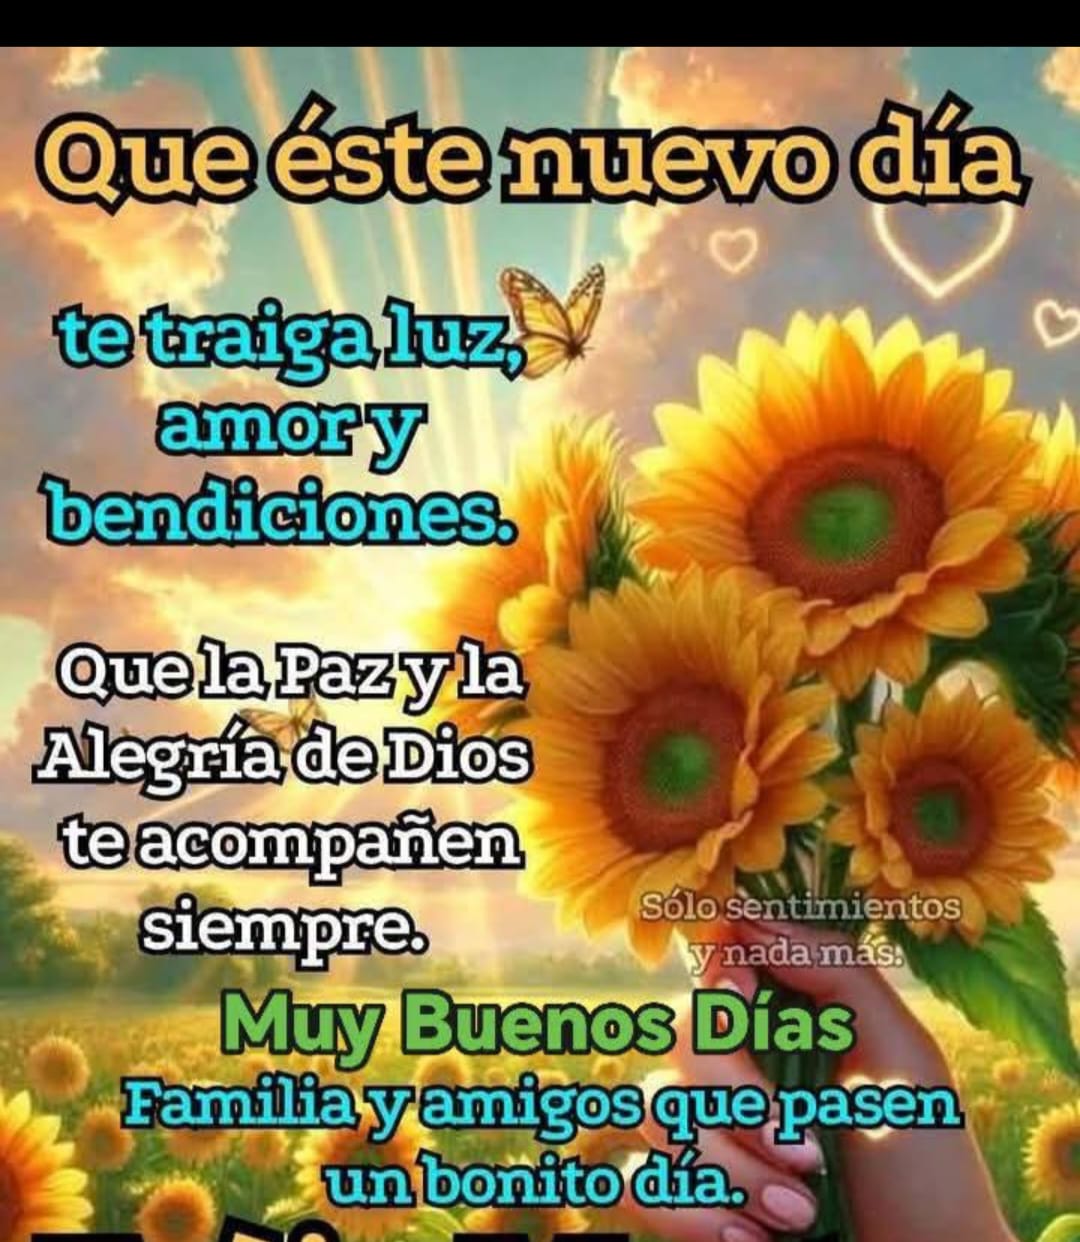 Que éste nuevo día
te traiga luz,
amor y
bendiciones.
Que la Paz y la
Alegría de Dios
te acompañen
siempre.
Sólo sentimientos
y nada más.
Muy Buenos Días
Familia y amigos que pasen
un bonito día.